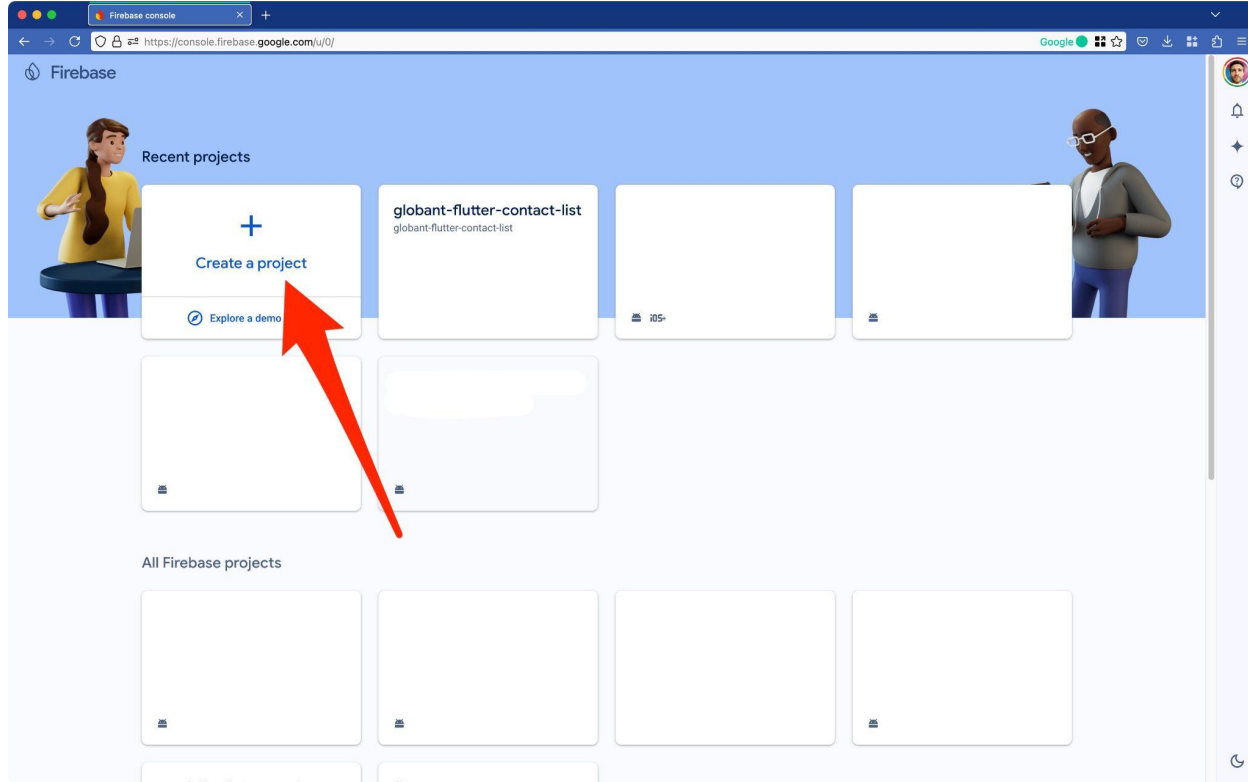 Firebase console
https://console.firebase.google.com/u/0/
Google
Firebase
Recent projects
Create a project
Explore a demo
globant-flutter-contact-list
globant-flutter-contact-list
iOS+
All Firebase projects